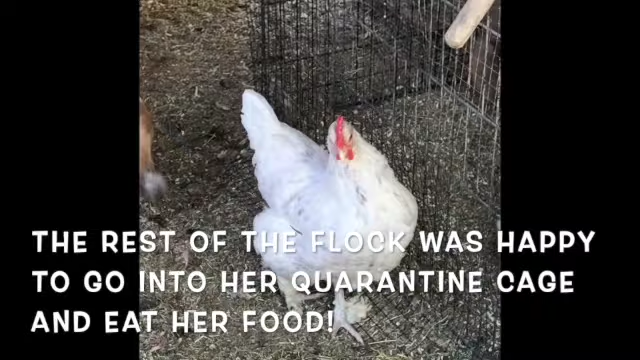 THE REST OF THE FLOCK WAS HAPPY
TO GO INTO HER QUARANTINE CAGE
AND EAT HER FOOD!